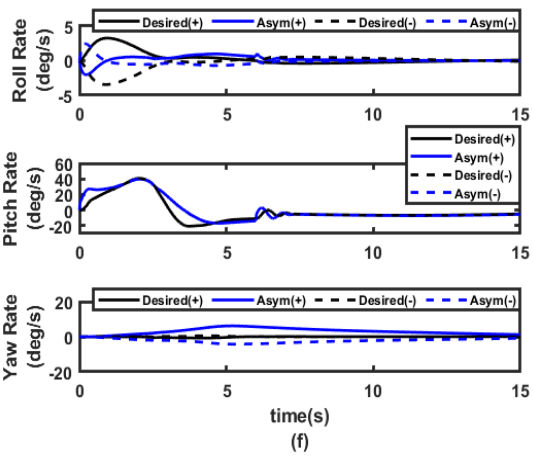 Desired(+) Asym(+) Desired(-) Asym(-)
Roll Rate
(deg/s)
5
0
-5
0 5 10 15
Desired(+)
Asym(+)
Desired(-)
Asym(-)
Pitch Rate
(deg/s)
60
40
20
0
-20
0 5 10 15
Desired(+) Asym(+) Desired(-) Asym(-)
Yaw Rate
(deg/s)
20
0
-20
0 5 10 15
time(s)
(f)